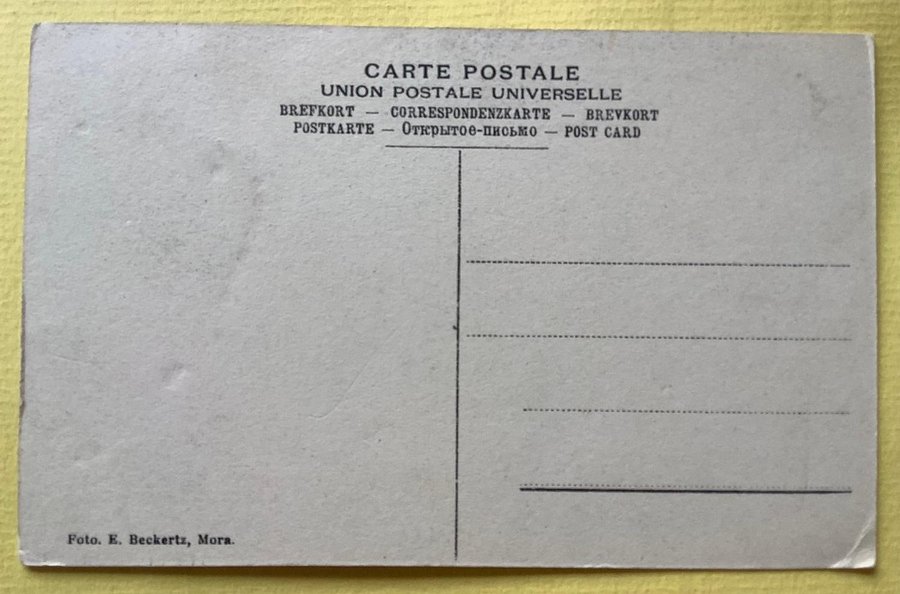 CARTE POSTALE
UNION POSTALE UNIVERSELLE
BREFKORT — CORRESPONDENZKARTE — BREVKORT
POSTKARTE — Открытое-письмо — POST CARD
Foto. E. Beckertz, Mora.